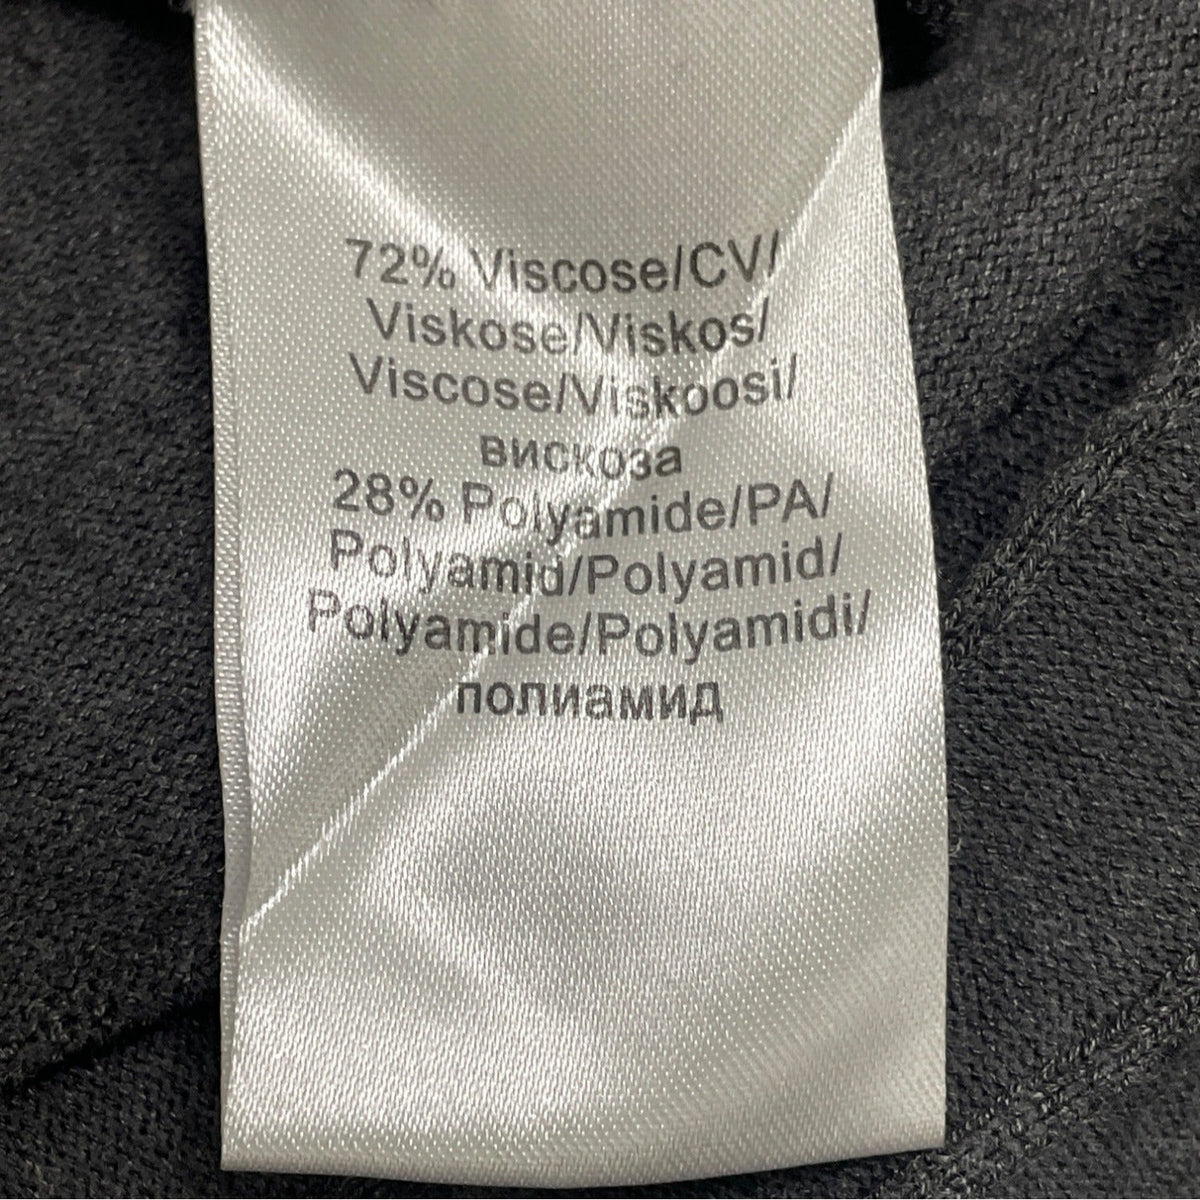 72% Viscose/CV/
Viskose/Viskos/
Viscose/Viskoosi/
вискоза
28% Polyamide/PA/
Polyamid/Polyamid/
Polyamide/Polyamidi/
полиамид